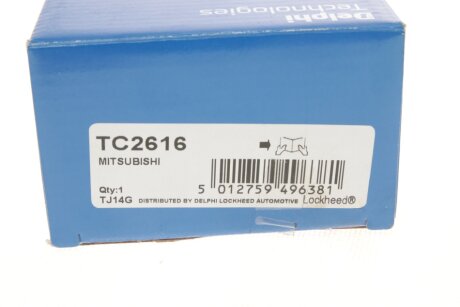 Delphi
Technologies
TC2616
MITSUBISHI
5 012759 496381
Qty:1
TJ14G DISTRIBUTED BY DELPHI LOCKHEED AUTOMOTIVE Lockheed®